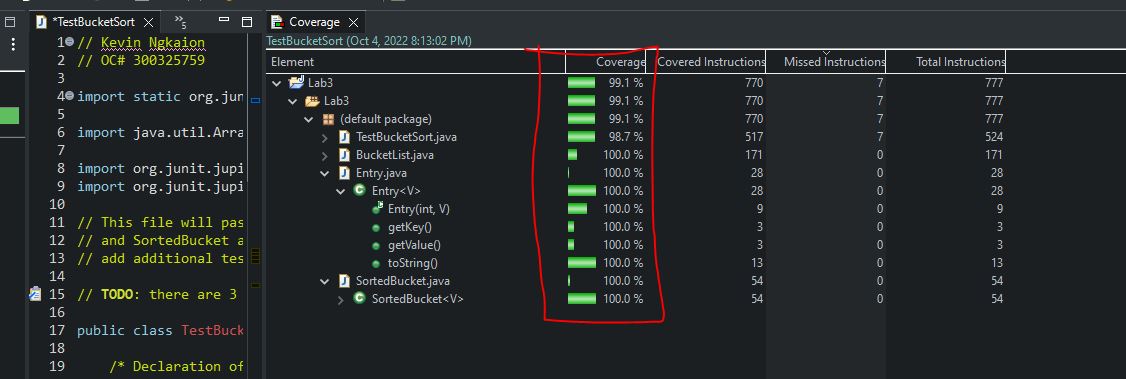 *TestBucketSort
5
Coverage
1 // Kevin Ngkaion
2 // OC# 300325759
3
4 import static org.jun
5
6 import java.util.Arra
7
8 import org.junit.jupi
9 import org.junit.jupi
10
11 // This file will pas
12 // and SortedBucket a
13 // add additional tes
14
15 // TODO: there are 3
16
17 public class TestBuck
18
19 /* Declaration of
TestBucketSort (Oct 4, 2022 8:13:02 PM)
Element Coverage Covered Instructions Missed Instructions Total Instructions
Lab3 99.1 % 770 7 777
Lab3 99.1 % 770 7 777
(default package) 99.1 % 770 7 777
TestBucketSort.java 98.7 % 517 7 524
BucketList.java 100.0 % 171 0 171
Entry.java 100.0 % 28 0 28
Entry<V> 100.0 % 28 0 28
Entry(int, V) 100.0 % 9 0 9
getKey() 100.0 % 3 0 3
getValue() 100.0 % 3 0 3
toString() 100.0 % 13 0 13
SortedBucket.java 100.0 % 54 0 54
SortedBucket<V> 100.0 % 54 0 54